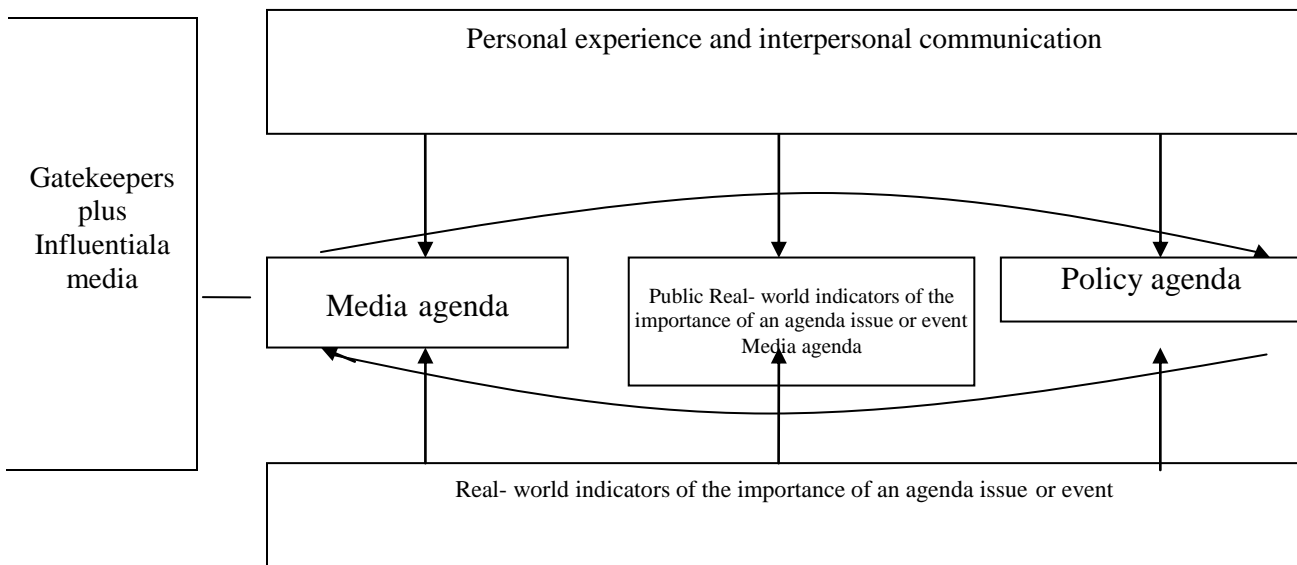 Personal experience and interpersonal communication
Gatekeepers
plus
Influentiala
media
Media agenda
Public Real- world indicators of the
importance of an agenda issue or event
Media agenda
Policy agenda
Real- world indicators of the importance of an agenda issue or event